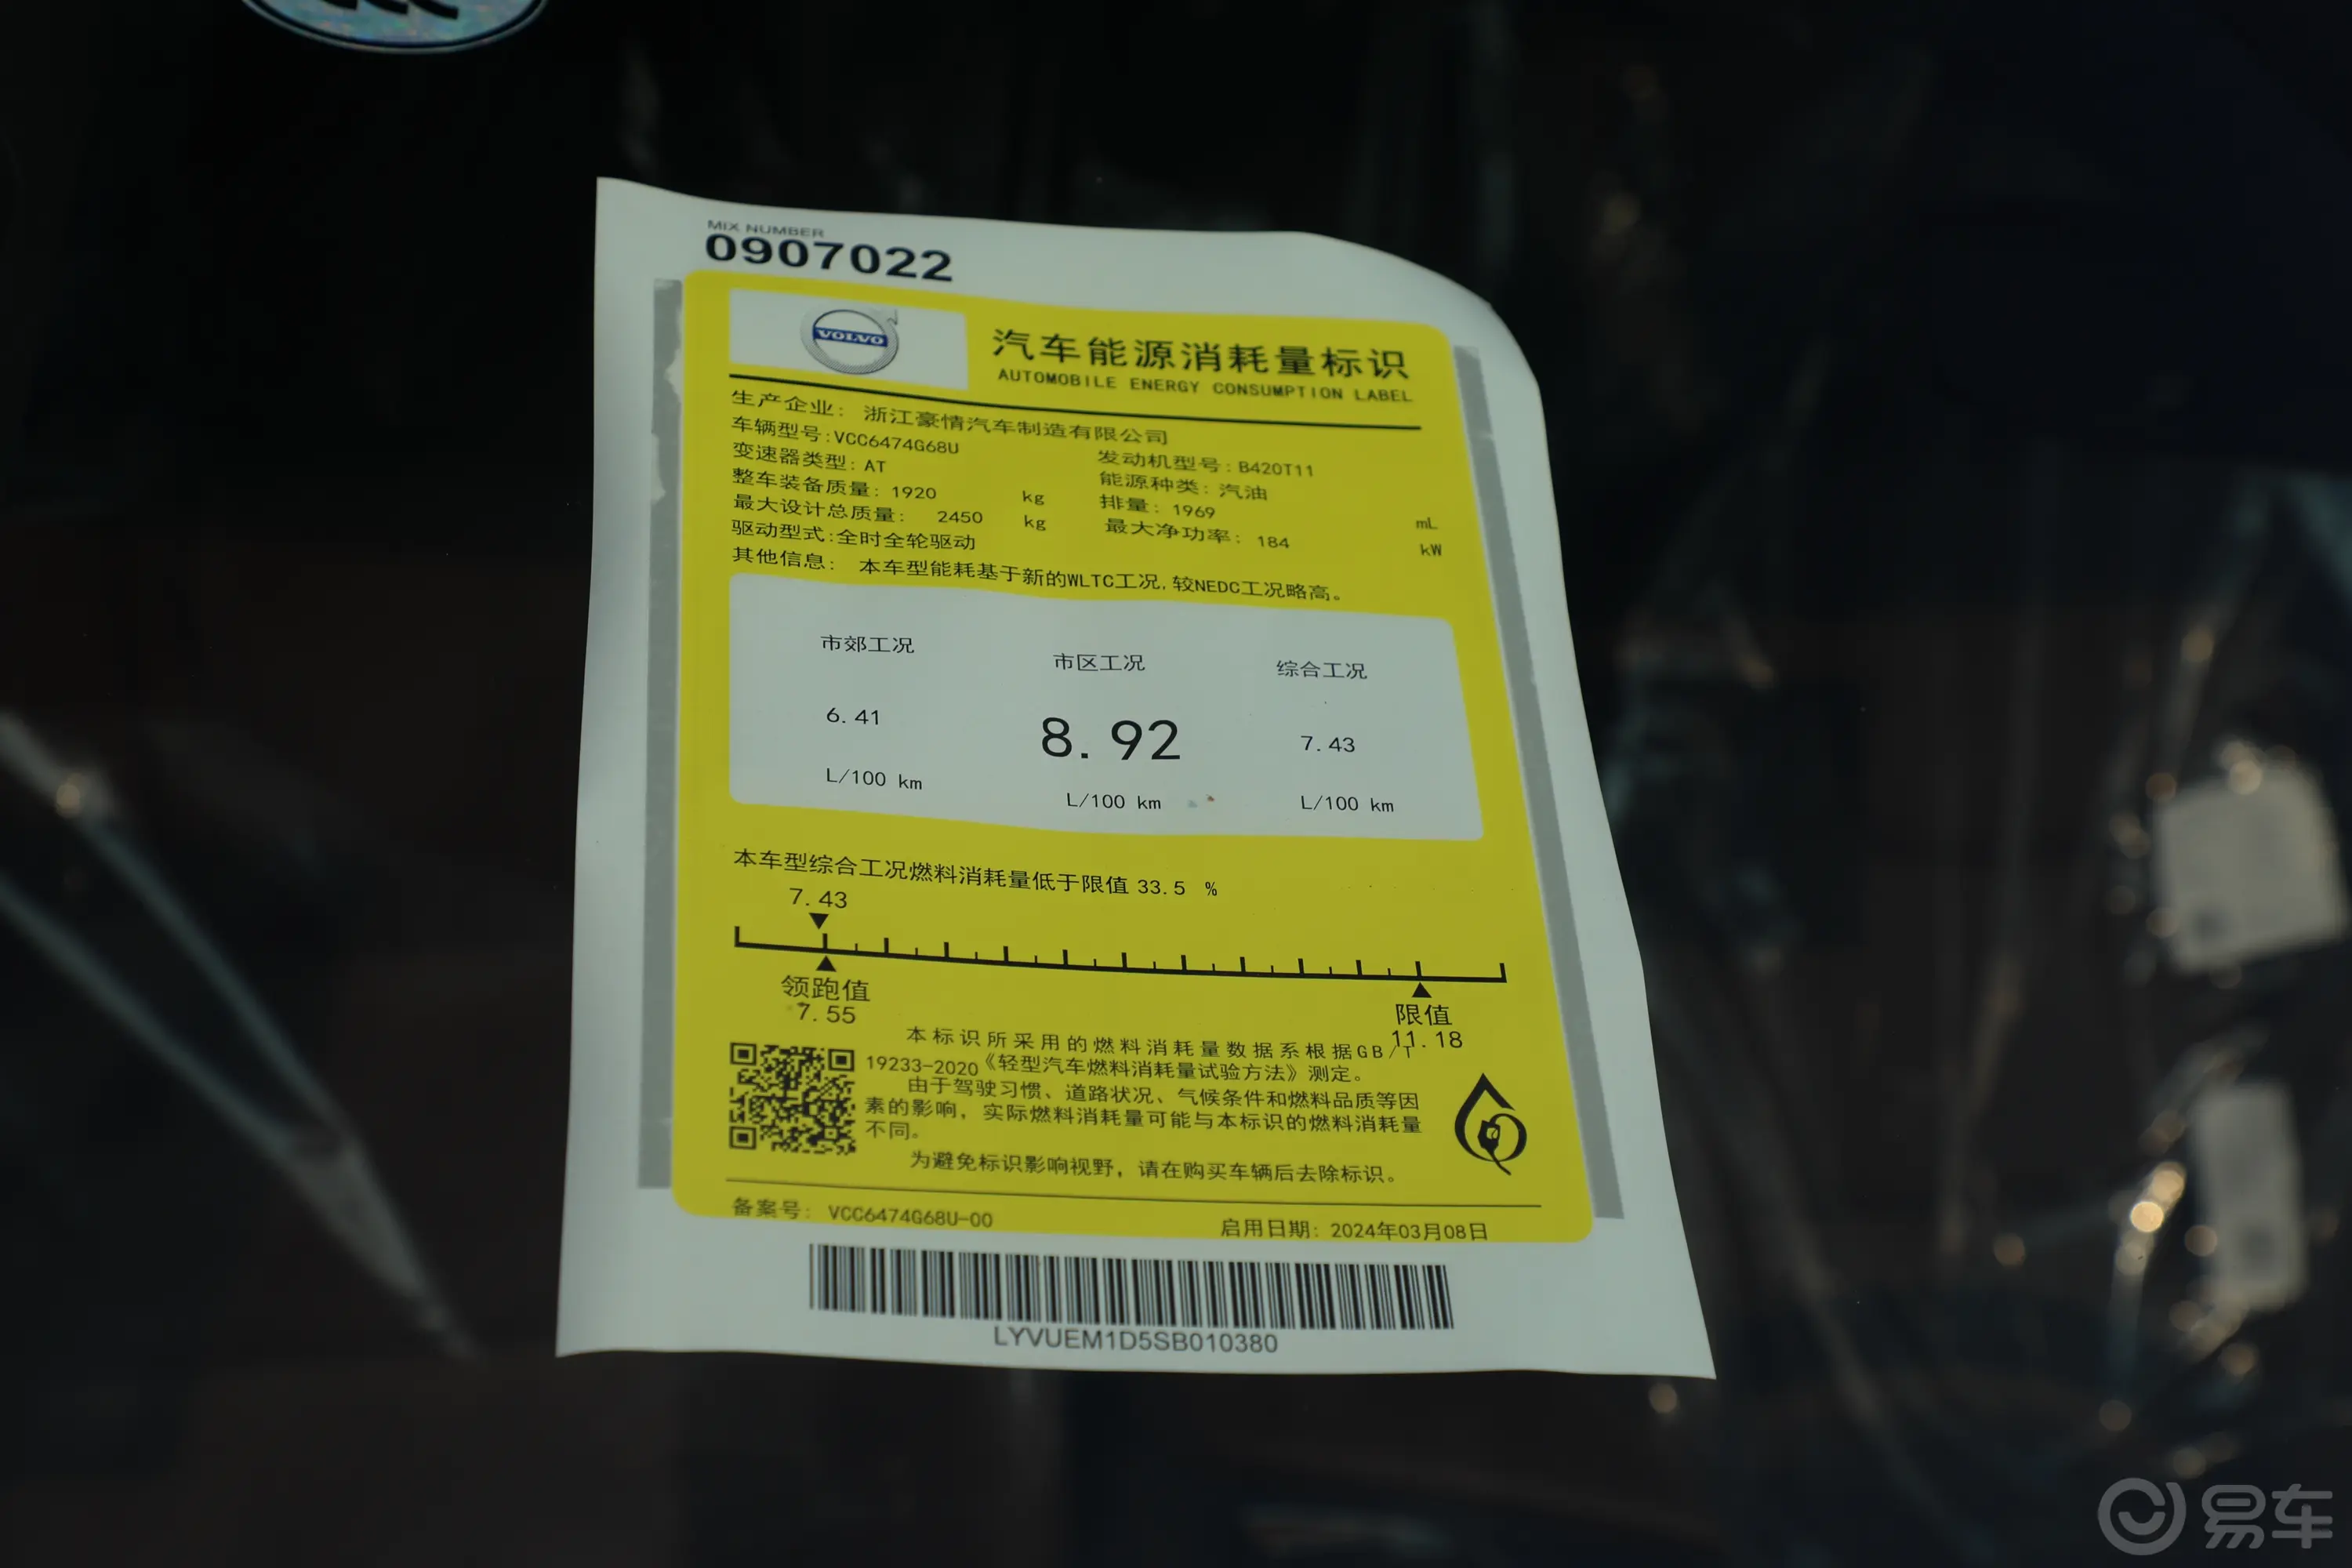 MIX NUMBER
0907022
VOLVO
汽车能源消耗量标识
AUTOMOBILE ENERGY CONSUMPTION LABEL
生产企业: 浙江豪情汽车制造有限公司
车辆型号:VCC6474G68U
发动机型号: B420T11
变速器类型: AT
能源种类: 汽油
整车装备质量: 1920 kg
排量: 1969 mL
最大设计总质量: 2450 kg
最大净功率: 184 kW
驱动型式:全时全轮驱动
其他信息: 本车型能耗基于新的WLTC工况,较NEDC工况略高。
市郊工况 市区工况 综合工况
6.41 8.92 7.43
L/100 km L/100 km L/100 km
本车型综合工况燃料消耗量低于限值 33.5 %
7.43
领跑值 限值
7.55 11.18
本标识所采用的燃料消耗量数据系根据GB/T
19233-2020《轻型汽车燃料消耗量试验方法》测定。
由于驾驶习惯、道路状况、气候条件和燃料品质等因
素的影响, 实际燃料消耗量可能与本标识的燃料消耗量
不同。
为避免标识影响视野, 请在购买车辆后去除标识。
备案号: VCC6474G68U-00 启用日期: 2024年03月08日
LYVUEM1D5SB010380
易车